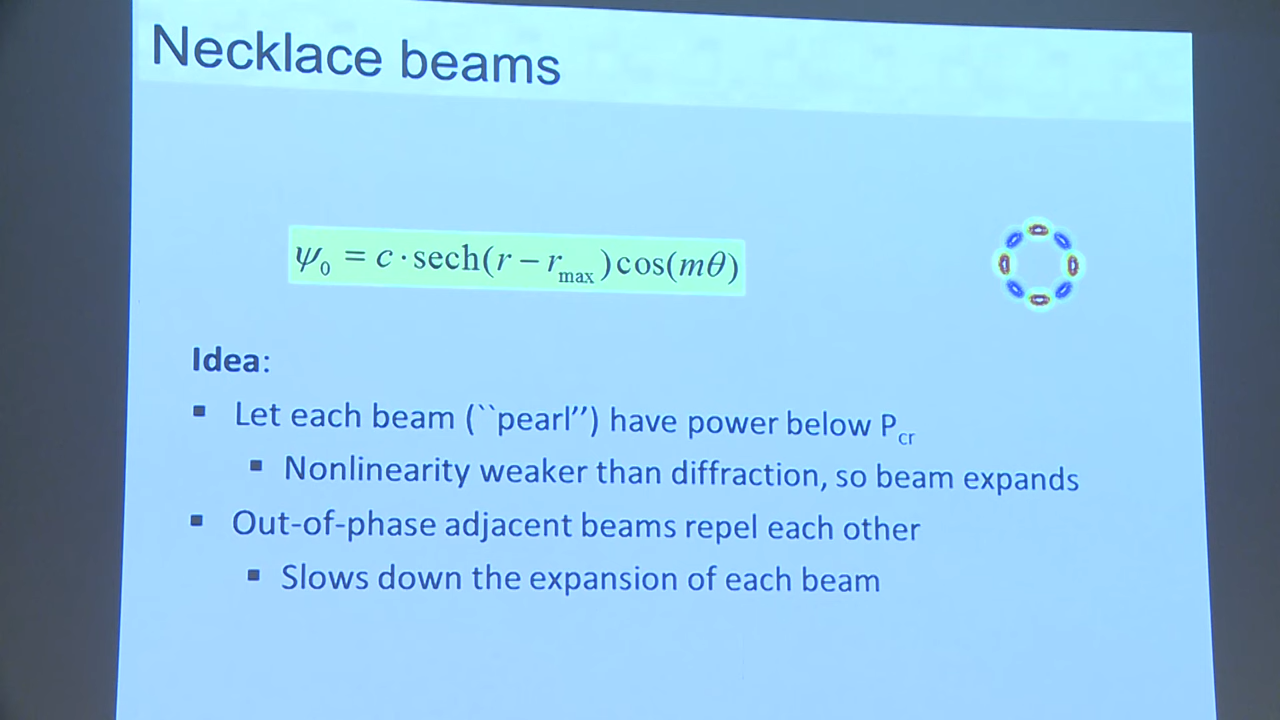 Necklace beams
ψ₀ = c · sech(r − r_max)cos(mθ)
Idea:
▪ Let each beam (``pearl’’) have power below P_cr
▪ Nonlinearity weaker than diffraction, so beam expands
▪ Out-of-phase adjacent beams repel each other
▪ Slows down the expansion of each beam